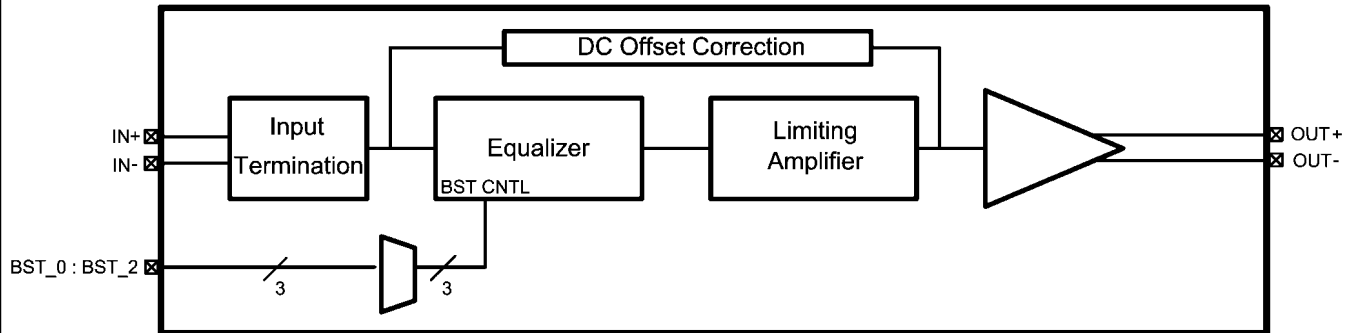 DC Offset Correction
Input
Termination
Equalizer
BST CNTL
Limiting
Amplifier
IN+
IN-
OUT+
OUT-
BST_0 : BST_2
3
3